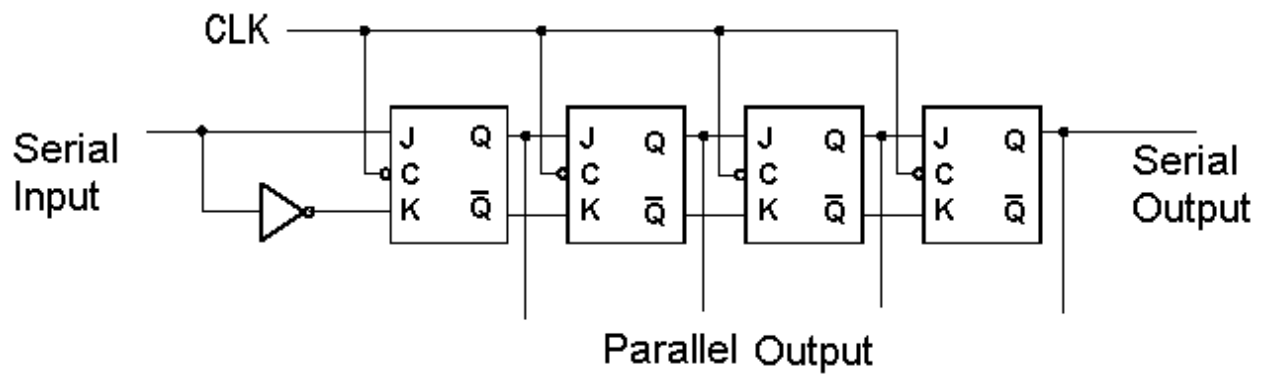 CLK
Serial
Input
J Q
C
K Q̅
J Q
C
K Q̅
J Q
C
K Q̅
J Q
C
K Q̅
Serial
Output
Parallel Output